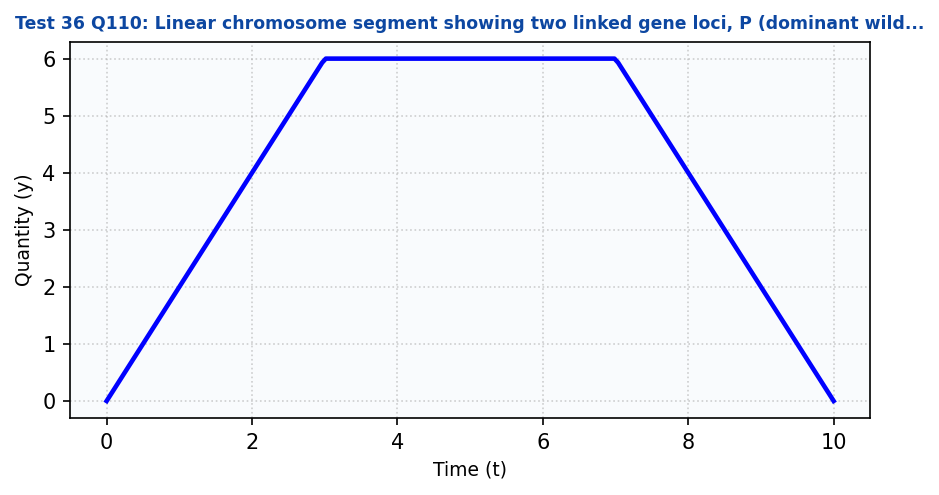 Test 36 Q110: Linear chromosome segment showing two linked gene loci, P (dominant wild...
6
5
4
3
2
1
0
Quantity (y)
0 2 4 6 8 10
Time (t)